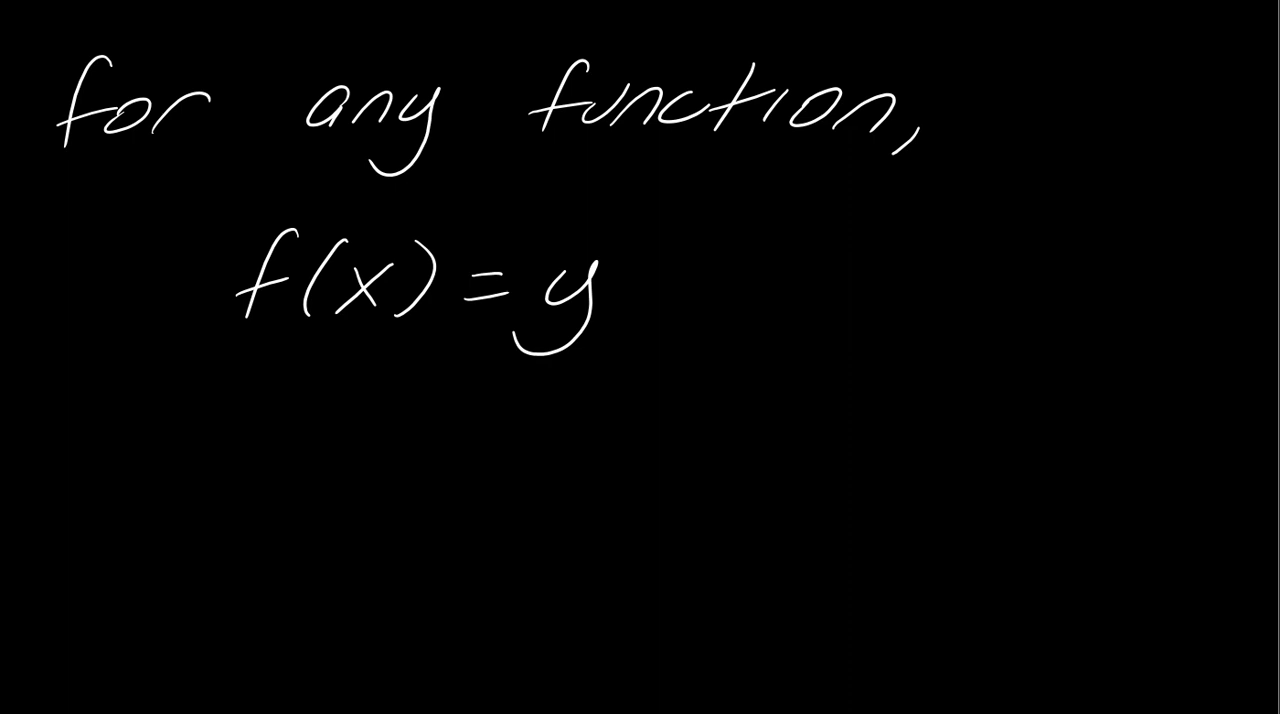 for any function,
f(x) = y